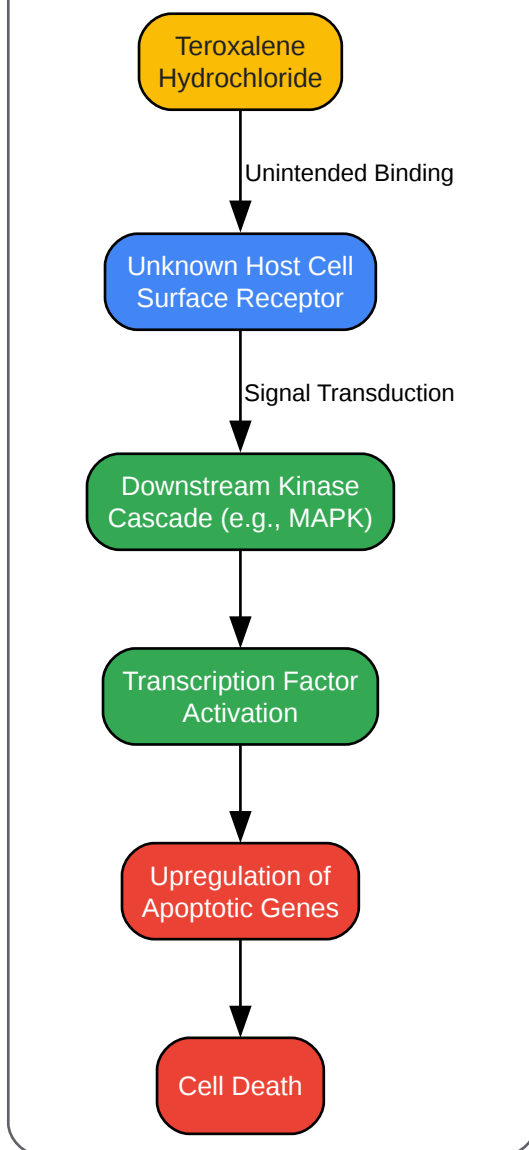 Teroxalene
Hydrochloride
Unintended Binding
Unknown Host Cell
Surface Receptor
Signal Transduction
Downstream Kinase
Cascade (e.g., MAPK)
Transcription Factor
Activation
Upregulation of
Apoptotic Genes
Cell Death